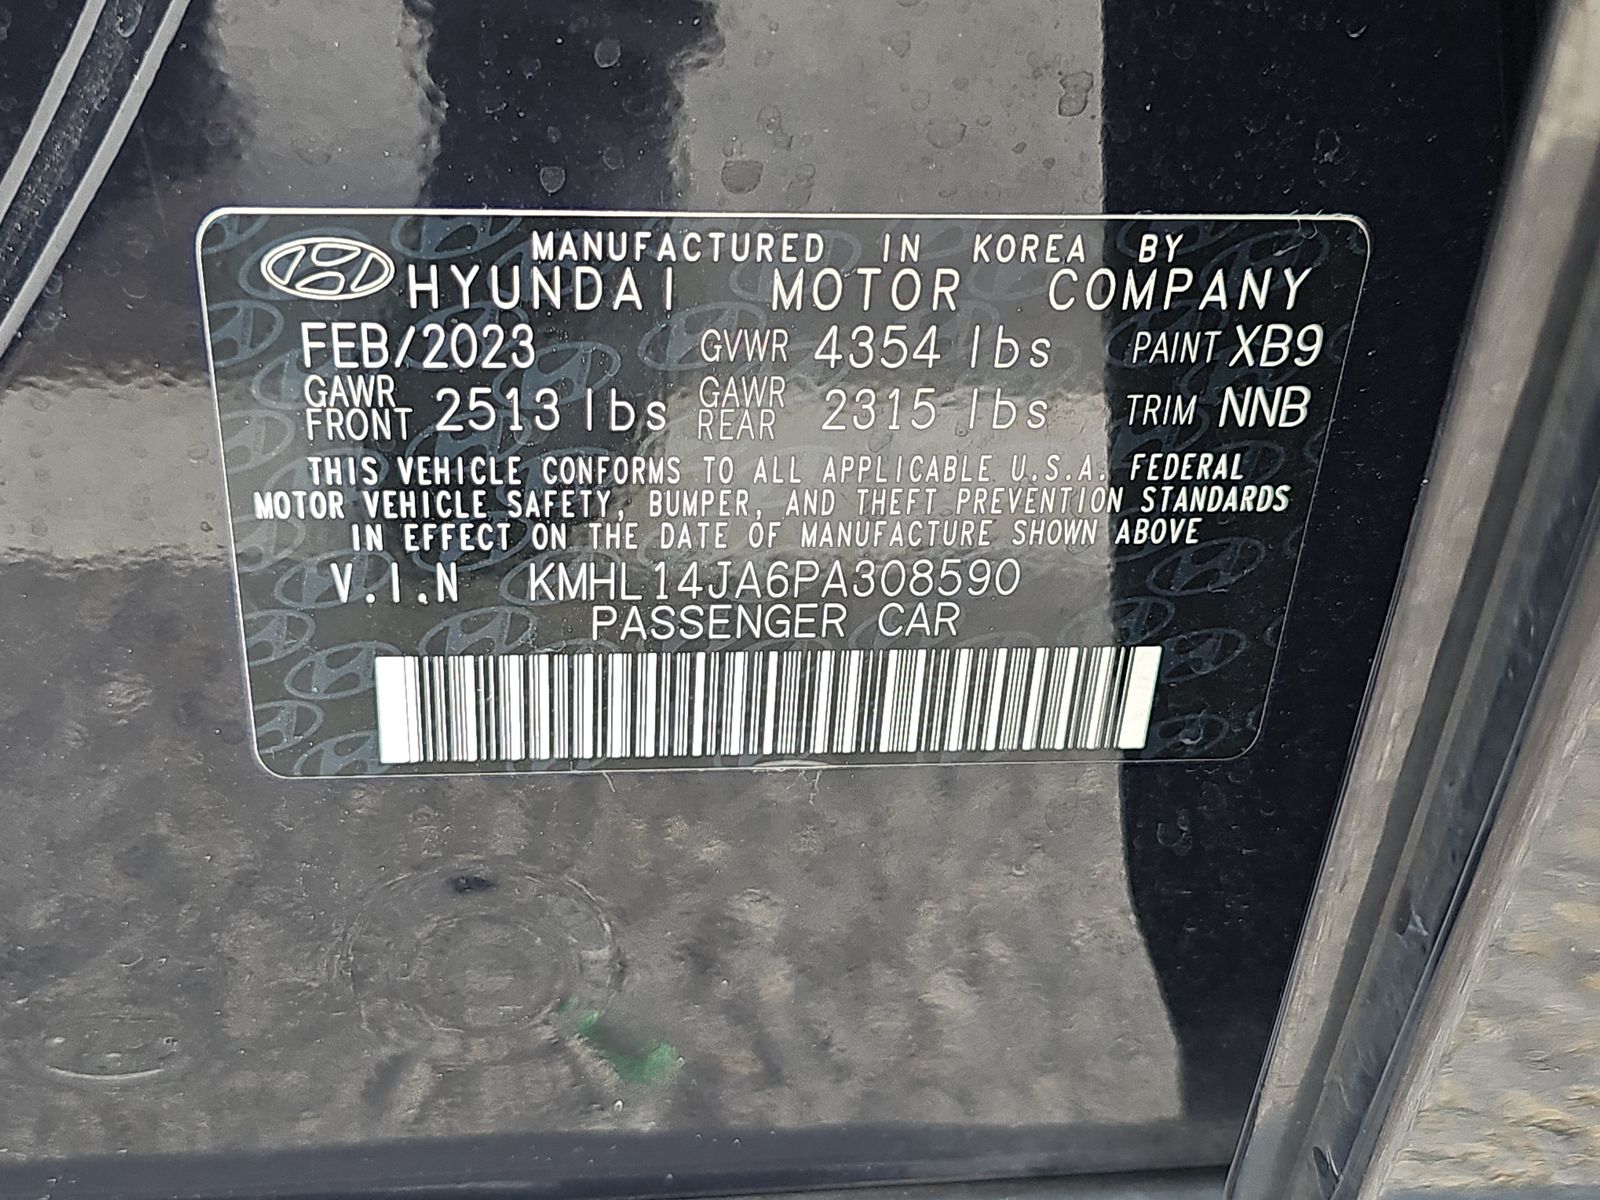 MANUFACTURED IN KOREA BY
HYUNDAI MOTOR COMPANY
FEB/2023 GVWR 4354 lbs PAINT XB9
GAWR FRONT 2513 lbs GAWR REAR 2315 lbs TRIM NNB
THIS VEHICLE CONFORMS TO ALL APPLICABLE U.S.A. FEDERAL
MOTOR VEHICLE SAFETY, BUMPER, AND THEFT PREVENTION STANDARDS
IN EFFECT ON THE DATE OF MANUFACTURE SHOWN ABOVE
V.I.N KMHL14JA6PA308590
PASSENGER CAR